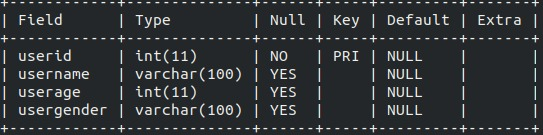 +------------+--------------+------+-----+---------+-------+
| Field      | Type         | Null | Key | Default | Extra |
+------------+--------------+------+-----+---------+-------+
| userid     | int(11)      | NO   | PRI | NULL    |       |
| username   | varchar(100) | YES  |     | NULL    |       |
| userage    | int(11)      | YES  |     | NULL    |       |
| usergender | varchar(100) | YES  |     | NULL    |       |
+------------+--------------+------+-----+---------+-------+